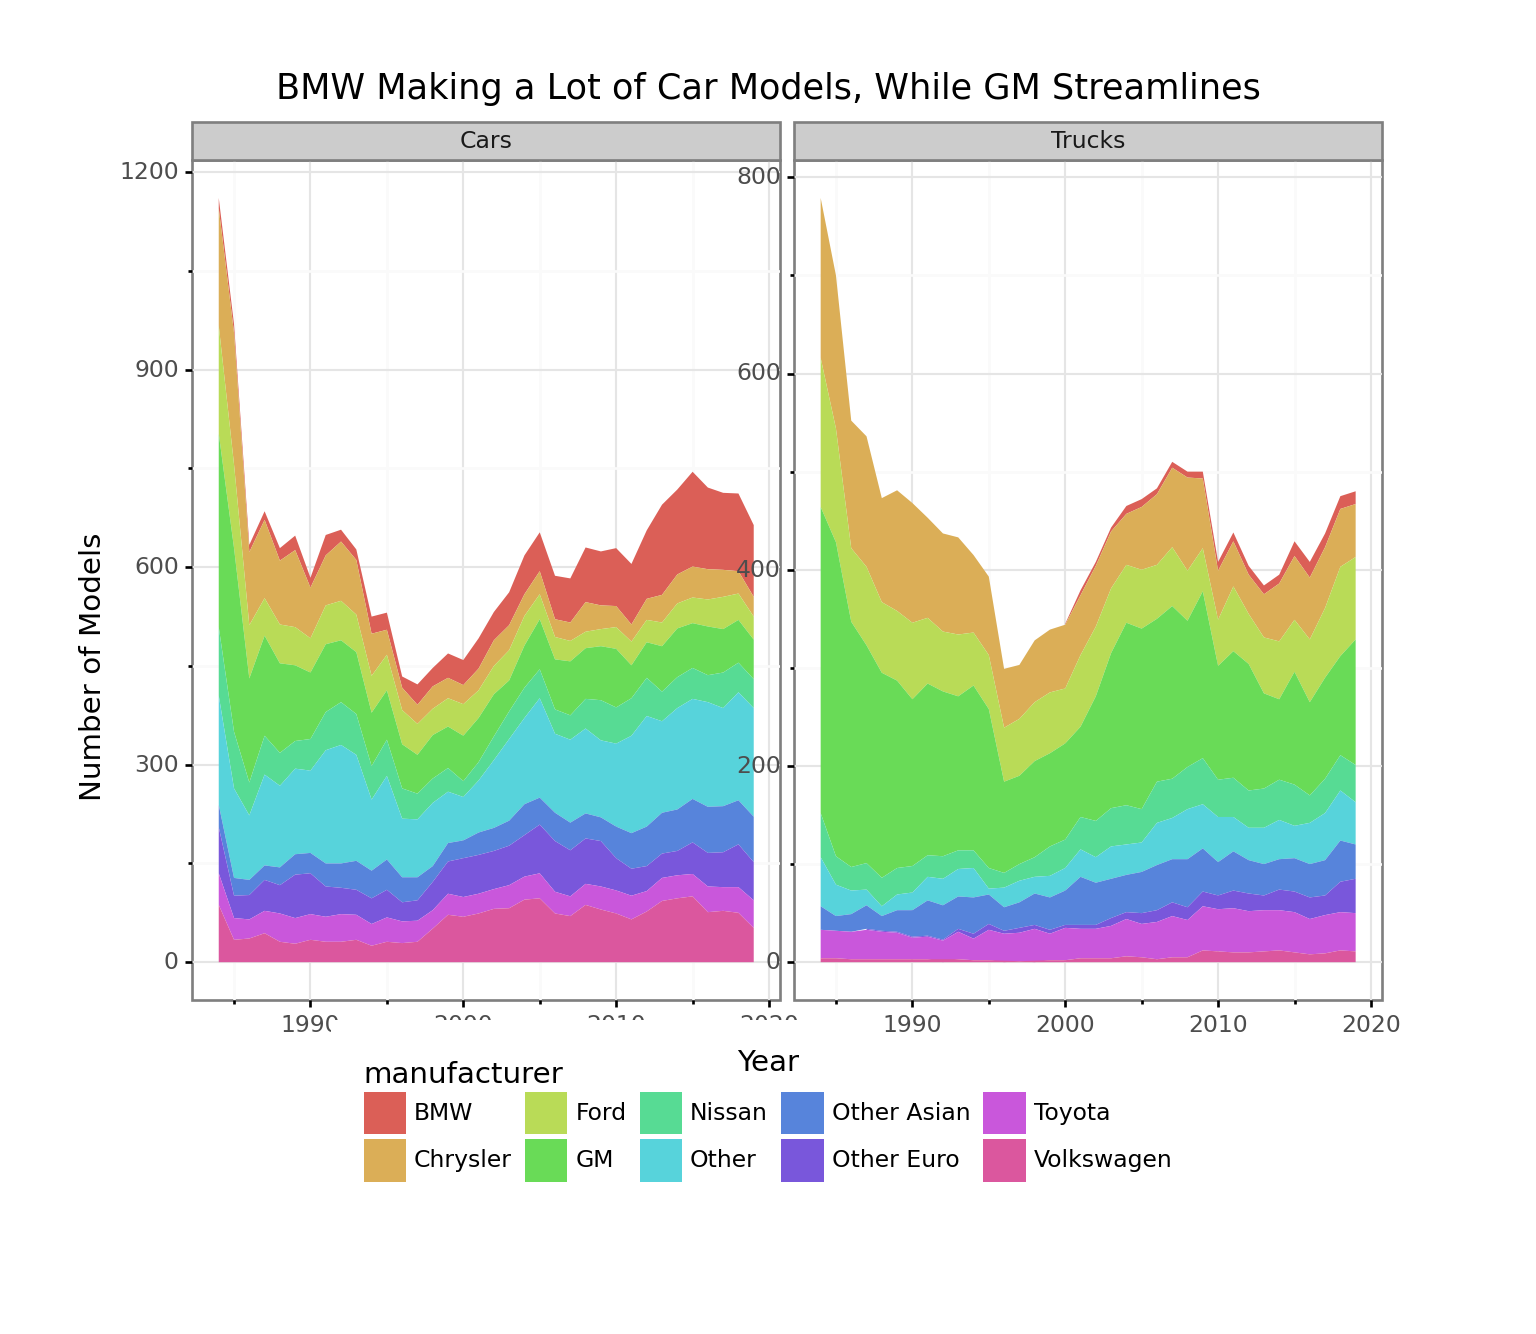 BMW Making a Lot of Car Models, While GM Streamlines
Cars
Trucks
1200
900
600
300
0
800
600
400
200
0
Number of Models
1990
2000
2010
2020
1990
2000
2010
2020
Year
manufacturer
BMW Ford Nissan Other Asian Toyota
Chrysler GM Other Other Euro Volkswagen